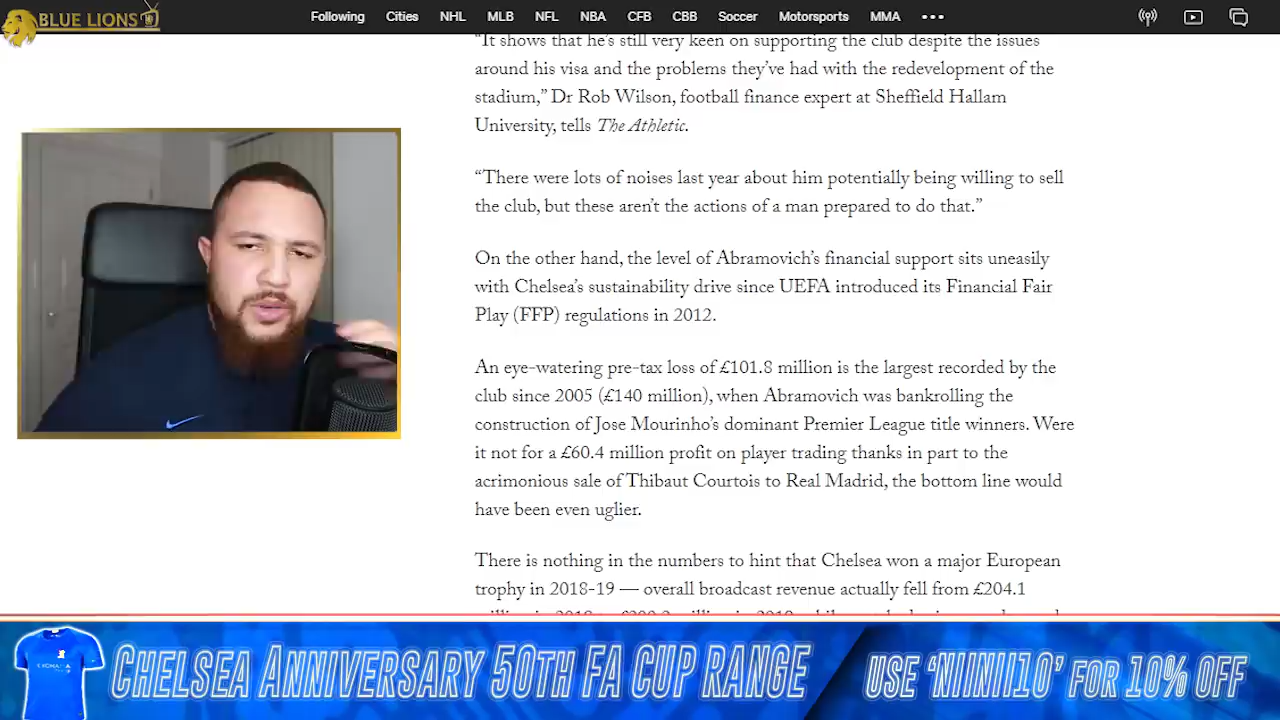 BLUE LIONS
Following Cities NHL MLB NFL NBA CFB CBB Soccer Motorsports MMA •••
“It shows that he’s still very keen on supporting the club despite the issues
around his visa and the problems they’ve had with the redevelopment of the
stadium,” Dr Rob Wilson, football finance expert at Sheffield Hallam
University, tells The Athletic.
“There were lots of noises last year about him potentially being willing to sell
the club, but these aren’t the actions of a man prepared to do that.”
On the other hand, the level of Abramovich’s financial support sits uneasily
with Chelsea’s sustainability drive since UEFA introduced its Financial Fair
Play (FFP) regulations in 2012.
An eye-watering pre-tax loss of £101.8 million is the largest recorded by the
club since 2005 (£140 million), when Abramovich was bankrolling the
construction of Jose Mourinho’s dominant Premier League title winners. Were
it not for a £60.4 million profit on player trading thanks in part to the
acrimonious sale of Thibaut Courtois to Real Madrid, the bottom line would
have been even uglier.
There is nothing in the numbers to hint that Chelsea won a major European
trophy in 2018-19 — overall broadcast revenue actually fell from £204.1
CHELSEA ANNIVERSARY 50TH FA CUP RANGE
USE ‘NIINII10’ FOR 10% OFF